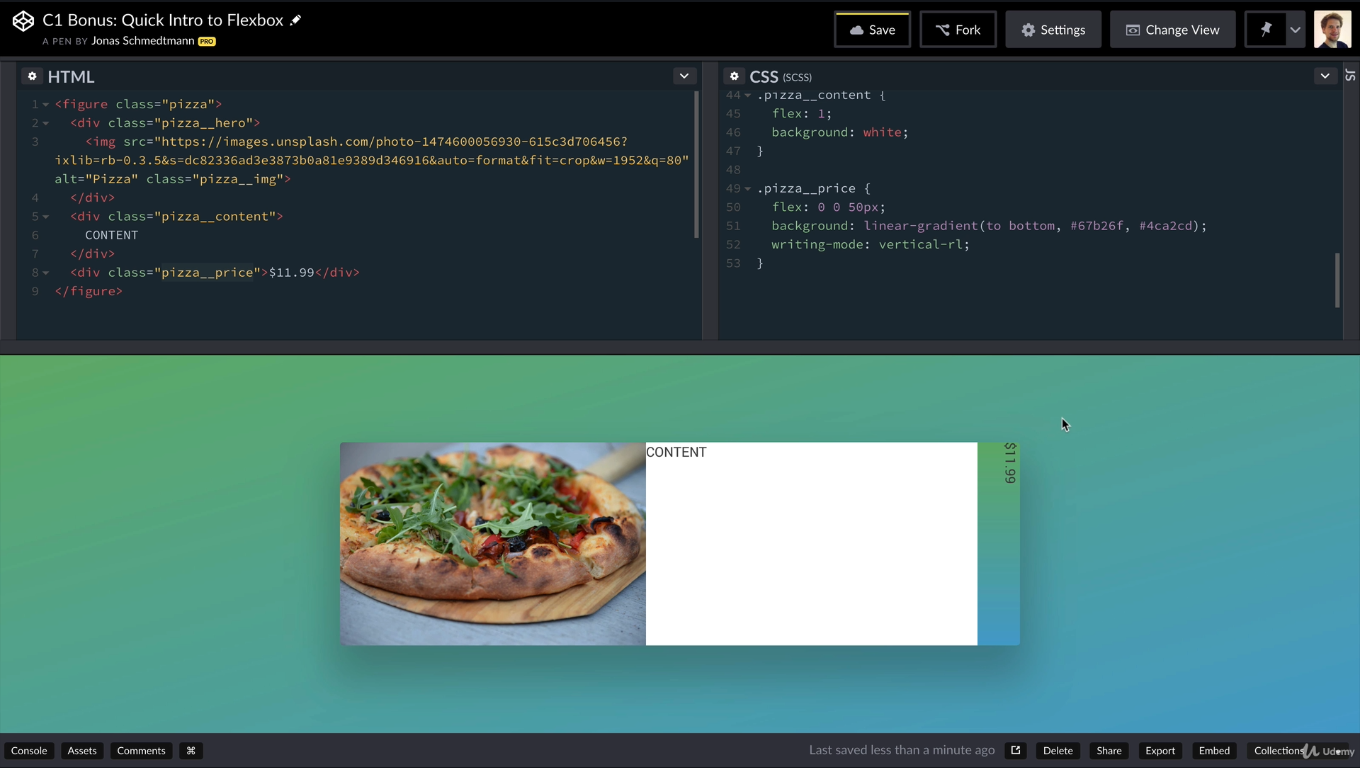 C1 Bonus: Quick Intro to Flexbox
A PEN BY Jonas Schmedtmann PRO
Save
Fork
Settings
Change View
HTML
1 <figure class="pizza">
2 <div class="pizza__hero">
3 <img src="https://images.unsplash.com/photo-1474600056930-615c3d706456?
ixlib=rb-0.3.5&s=dc82336ad3e3873b0a81e9389d346916&auto=format&fit=crop&w=1952&q=80"
alt="Pizza" class="pizza__img">
4 </div>
5 <div class="pizza__content">
6 CONTENT
7 </div>
8 <div class="pizza__price">$11.99</div>
9 </figure>
CSS (SCSS)
44 .pizza__content {
45 flex: 1;
46 background: white;
47 }
48
49 .pizza__price {
50 flex: 0 0 50px;
51 background: linear-gradient(to bottom, #67b26f, #4ca2cd);
52 writing-mode: vertical-rl;
53 }
JS
CONTENT
$11.99
Console
Assets
Comments
⌘
Last saved less than a minute ago
Delete
Share
Export
Embed
Collections
Udemy